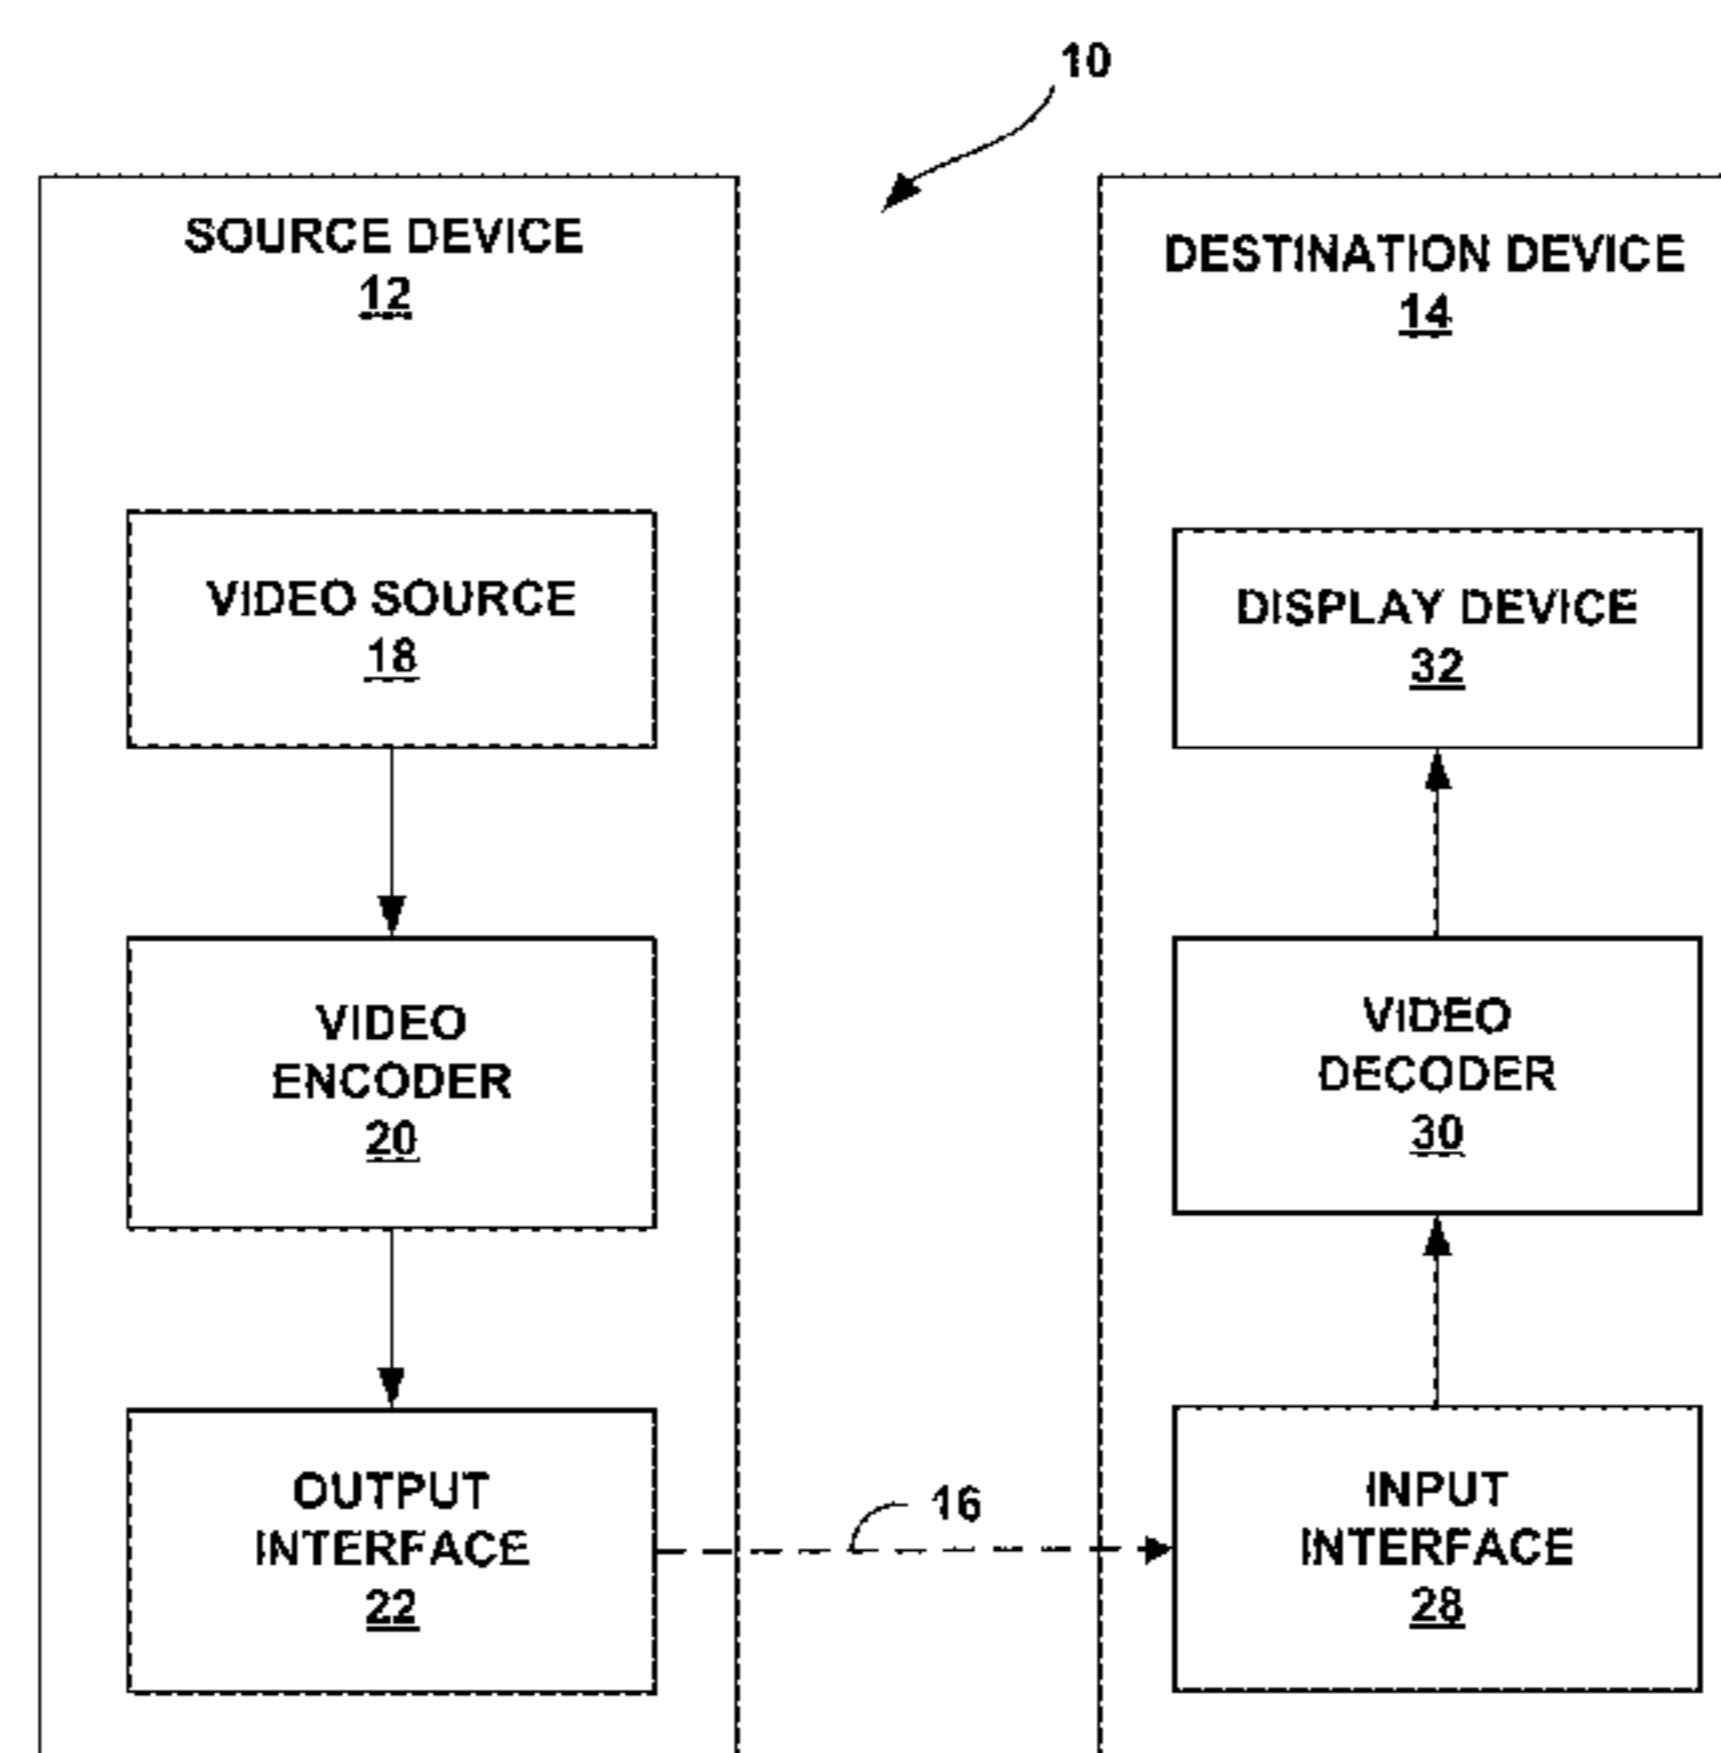 10
SOURCE DEVICE
12
VIDEO SOURCE
18
VIDEO
ENCODER
20
OUTPUT
INTERFACE
22
16
DESTINATION DEVICE
14
DISPLAY DEVICE
32
VIDEO
DECODER
30
INPUT
INTERFACE
28